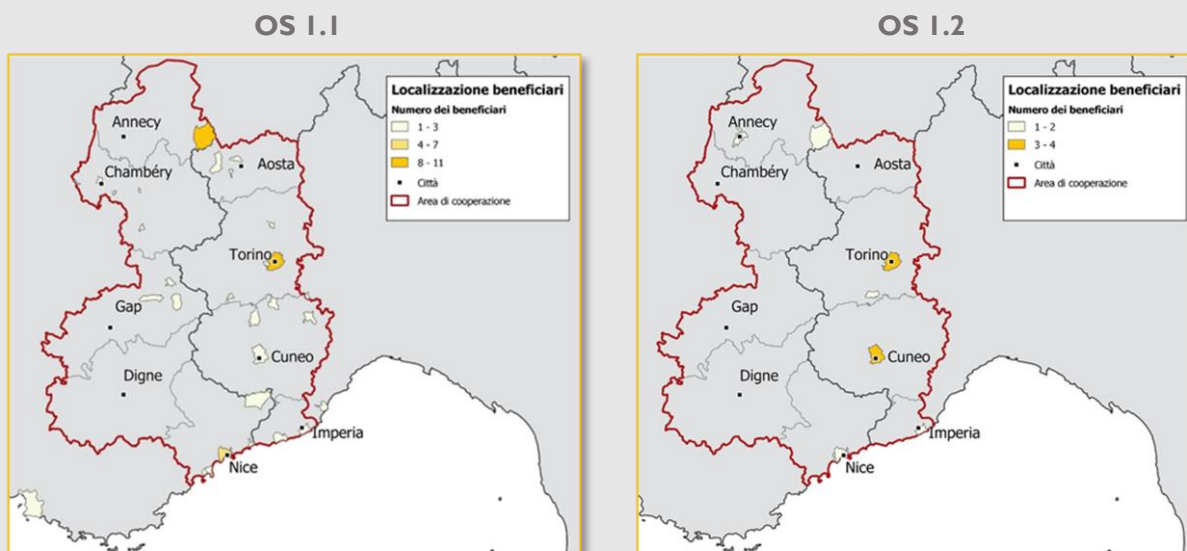 OS 1.1
Localizzazione beneficiari
Numero dei beneficiari
1 - 3
4 - 7
8 - 11
Città
Area di cooperazione
Annecy
Chambéry
Aosta
Torino
Gap
Cuneo
Digne
Imperia
Nice
OS 1.2
Localizzazione beneficiari
Numero dei beneficiari
1 - 2
3 - 4
Città
Area di cooperazione
Annecy
Chambéry
Aosta
Torino
Gap
Cuneo
Digne
Imperia
Nice